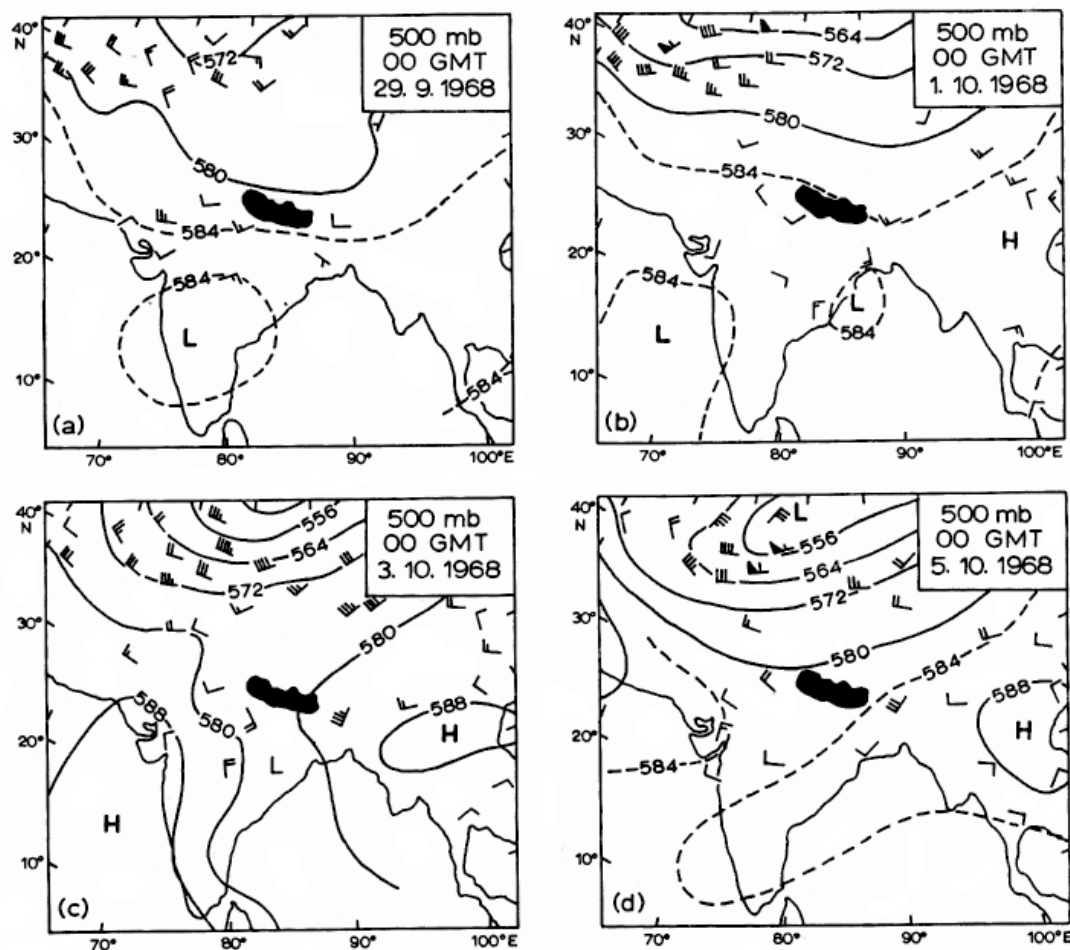 40°
N
30°
20°
10°
572
580
584
584
L
584
500 mb
00 GMT
29. 9. 1968
(a)
70°
80°
90°
100°E
40°
N
30°
20°
10°
564
572
580
584
H
584
L
L
584
500 mb
00 GMT
1. 10. 1968
(b)
70°
80°
90°
100°E
40°
N
30°
20°
10°
556
564
572
580
588
580
588
H
H
500 mb
00 GMT
3. 10. 1968
(c)
70°
80°
90°
100°E
40°
N
30°
20°
10°
L
556
564
572
580
584
588
H
584
500 mb
00 GMT
5. 10. 1968
(d)
70°
80°
90°
100°E